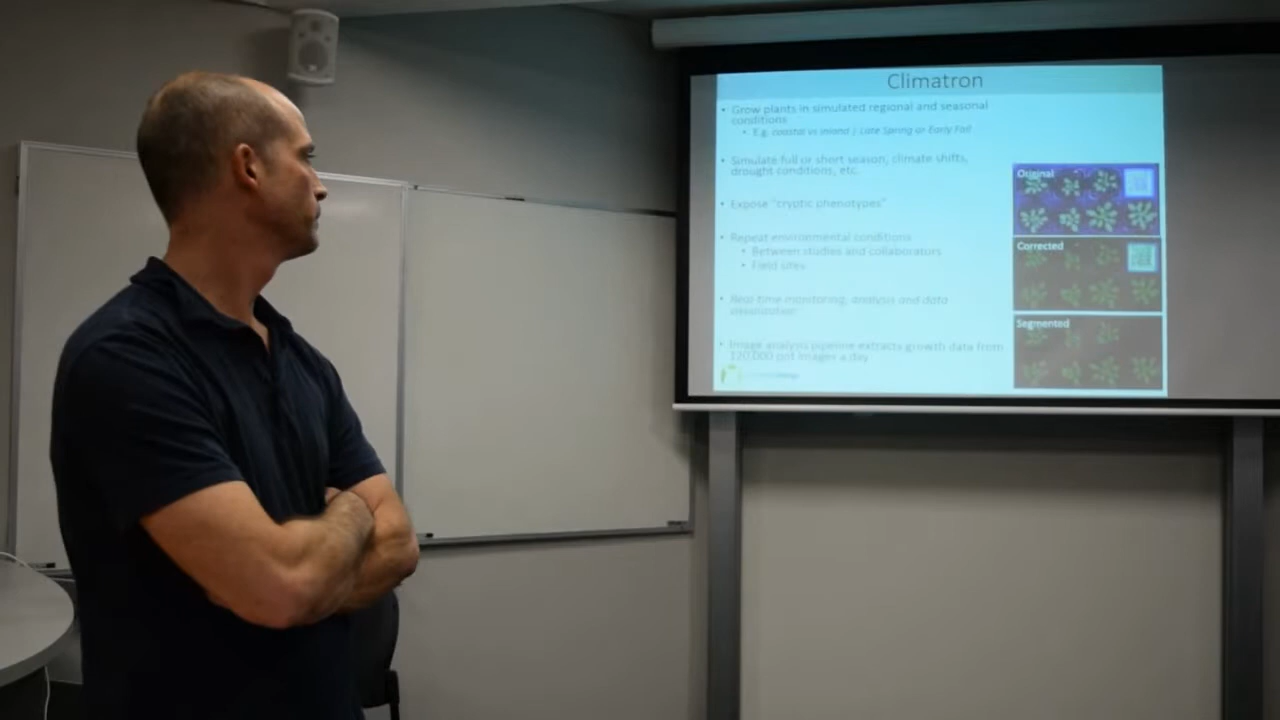 Climatron
• Grow plants in simulated regional and seasonal
conditions
• E.g. coastal vs inland | Late Spring or Early Fall
• Simulate full or short season, climate shifts,
drought conditions, etc.
• Expose "cryptic phenotypes"
• Repeat environmental conditions
• Between studies and collaborators
• Field sites
• Real-time monitoring, analysis and data
visualization
• Image analysis pipeline extracts growth data from
120,000 pot images a day
Original
Corrected
Segmented